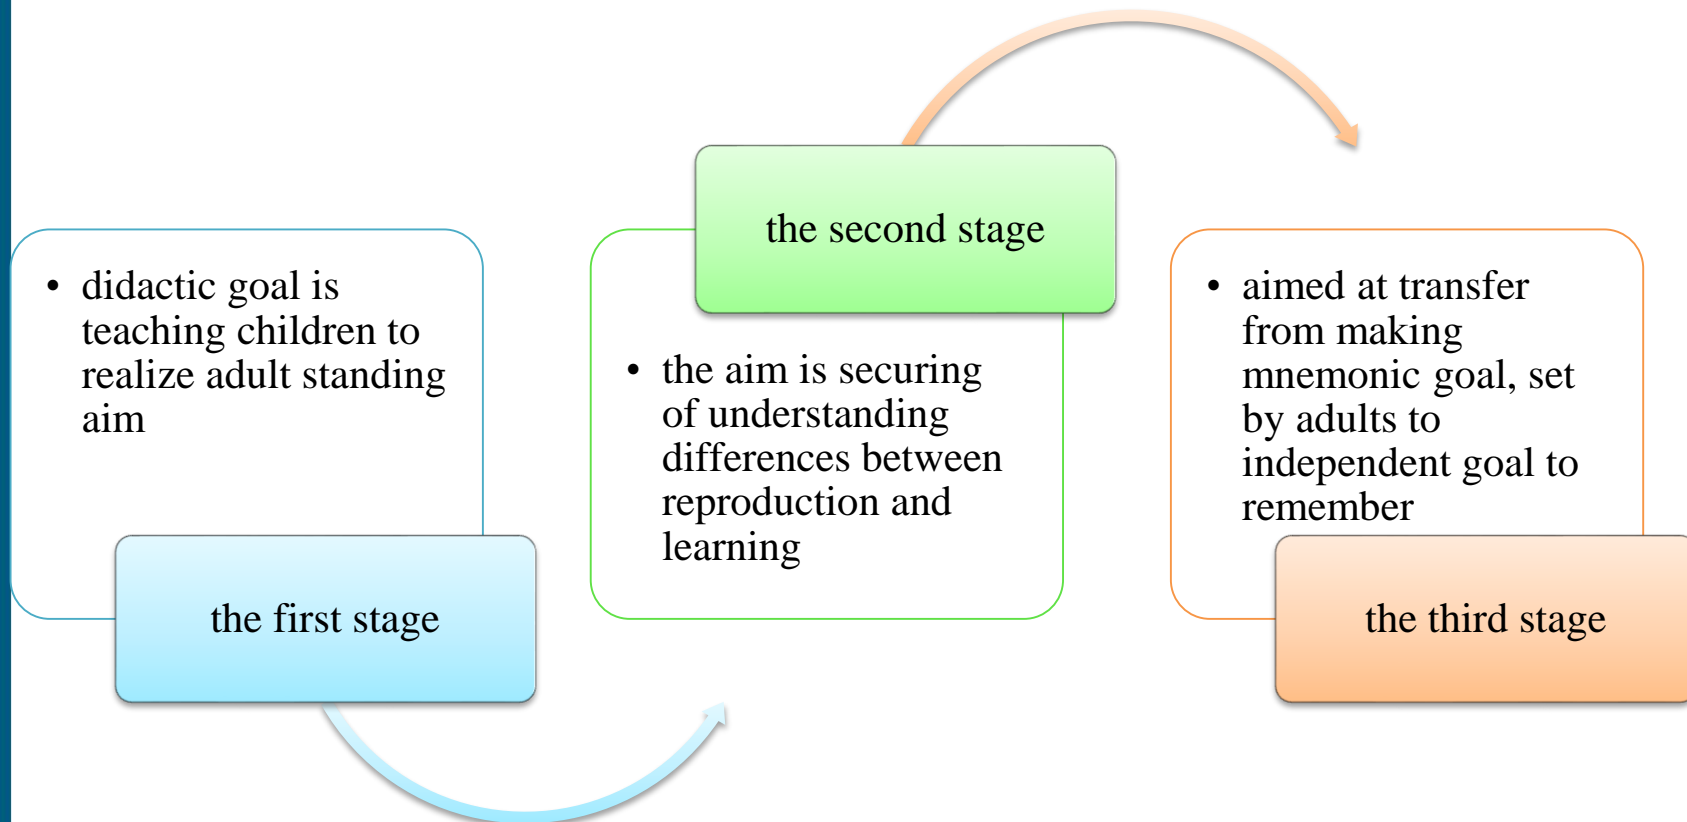 • didactic goal is
teaching children to
realize adult standing
aim
the first stage
the second stage
• the aim is securing
of understanding
differences between
reproduction and
learning
• aimed at transfer
from making
mnemonic goal, set
by adults to
independent goal to
remember
the third stage